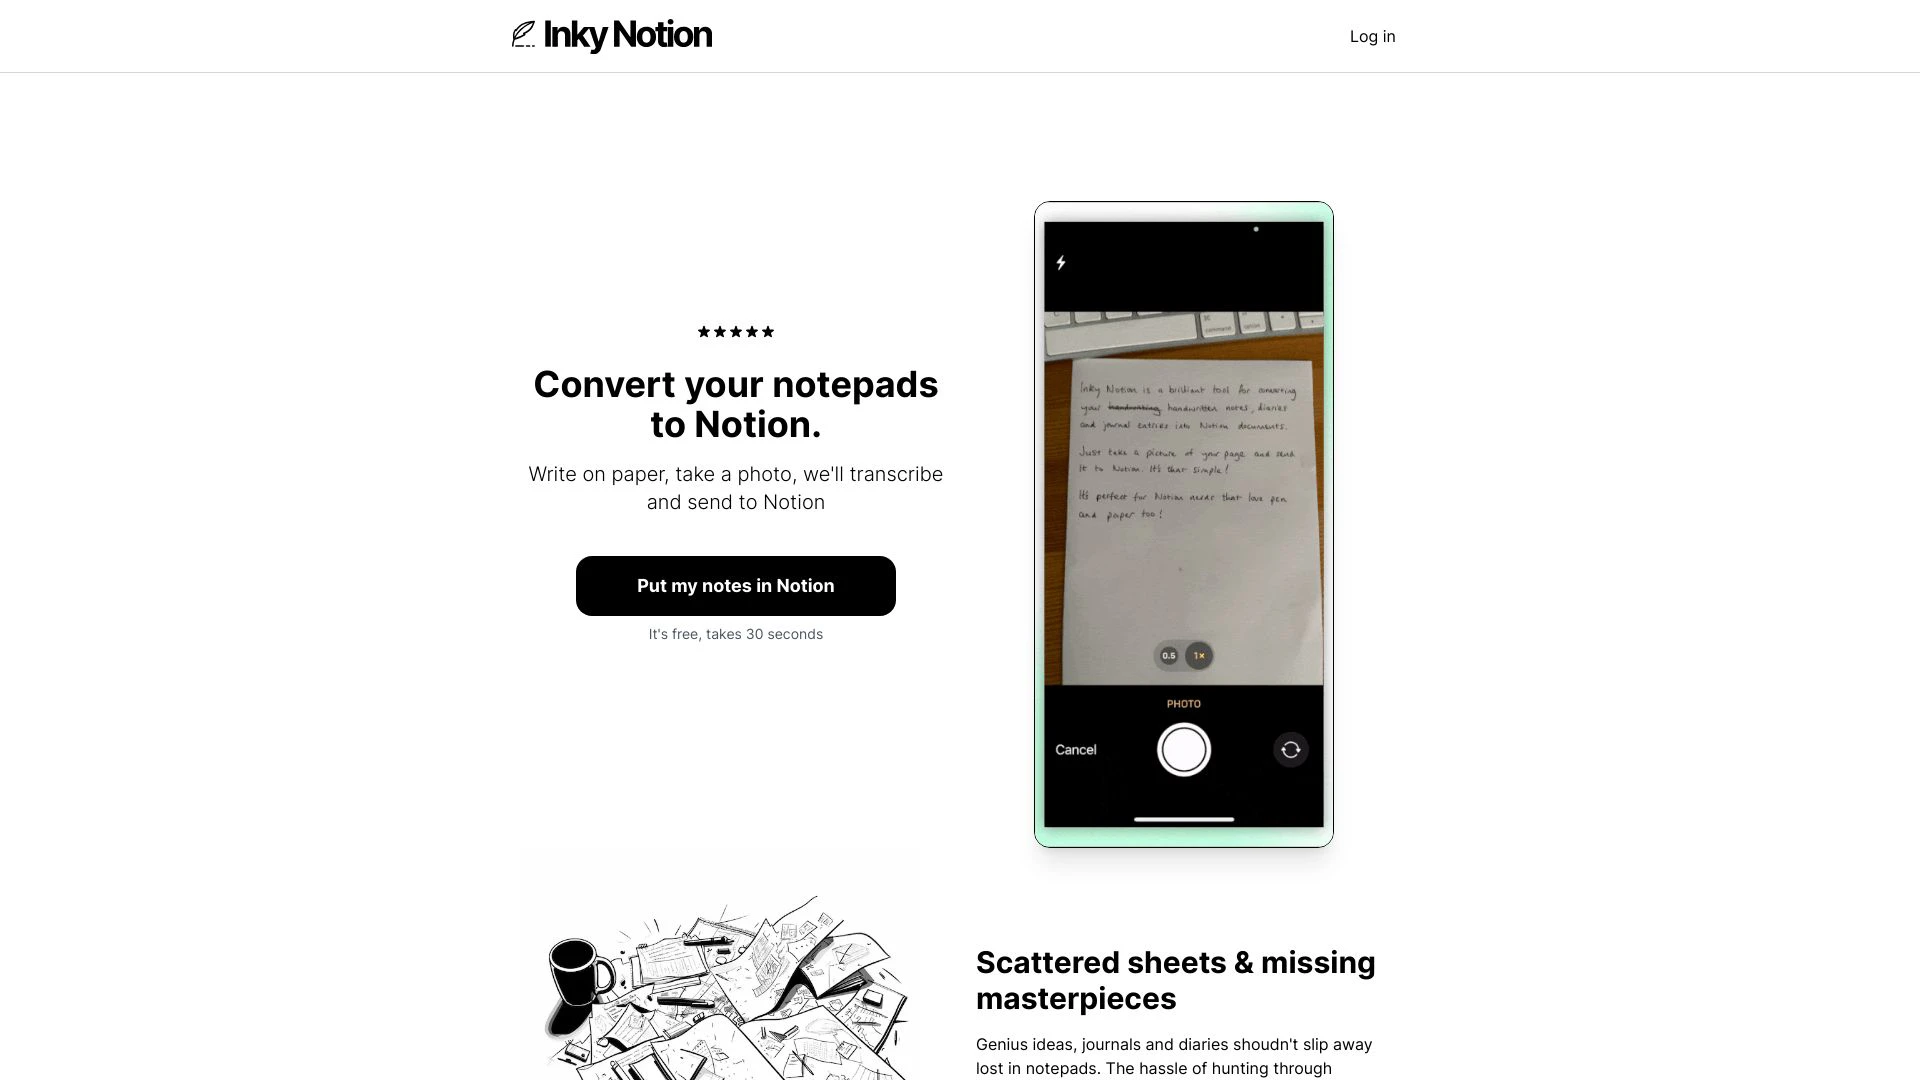 Inky Notion
Log in
Convert your notepads
to Notion.
Write on paper, take a photo, we'll transcribe
and send to Notion
Put my notes in Notion
It's free, takes 30 seconds
command
option
Inky Notion is a brilliant tool for converting
your handwriting handwritten notes, diaries
and journal entries into Notion documents.
Just take a picture of your page and send
it to Notion. It's that simple!
It's perfect for Notion nerds that love pen
and paper too!
0.5
1×
PHOTO
Cancel
Scattered sheets & missing
masterpieces
Genius ideas, journals and diaries shoudn't slip away
lost in notepads. The hassle of hunting through